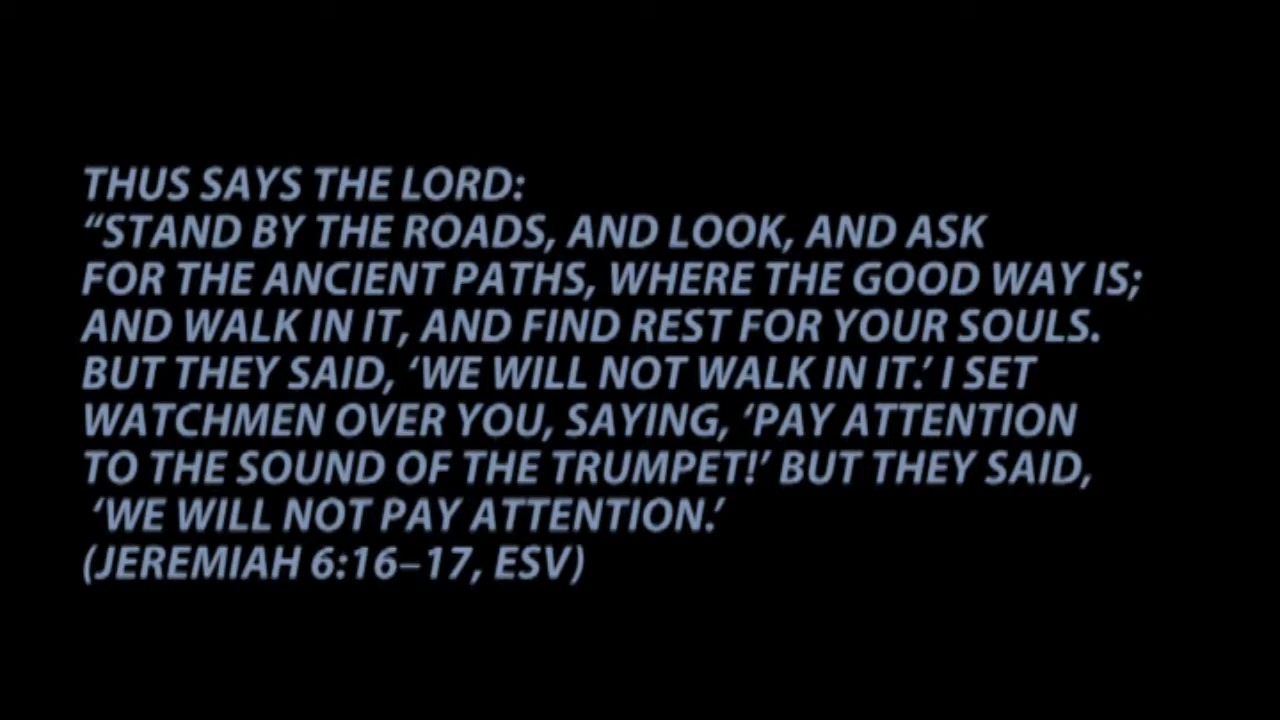 THUS SAYS THE LORD:
“STAND BY THE ROADS, AND LOOK, AND ASK
FOR THE ANCIENT PATHS, WHERE THE GOOD WAY IS;
AND WALK IN IT, AND FIND REST FOR YOUR SOULS.
BUT THEY SAID, ‘WE WILL NOT WALK IN IT.’ I SET
WATCHMEN OVER YOU, SAYING, ‘PAY ATTENTION
TO THE SOUND OF THE TRUMPET!’ BUT THEY SAID,
‘WE WILL NOT PAY ATTENTION.’
(JEREMIAH 6:16–17, ESV)